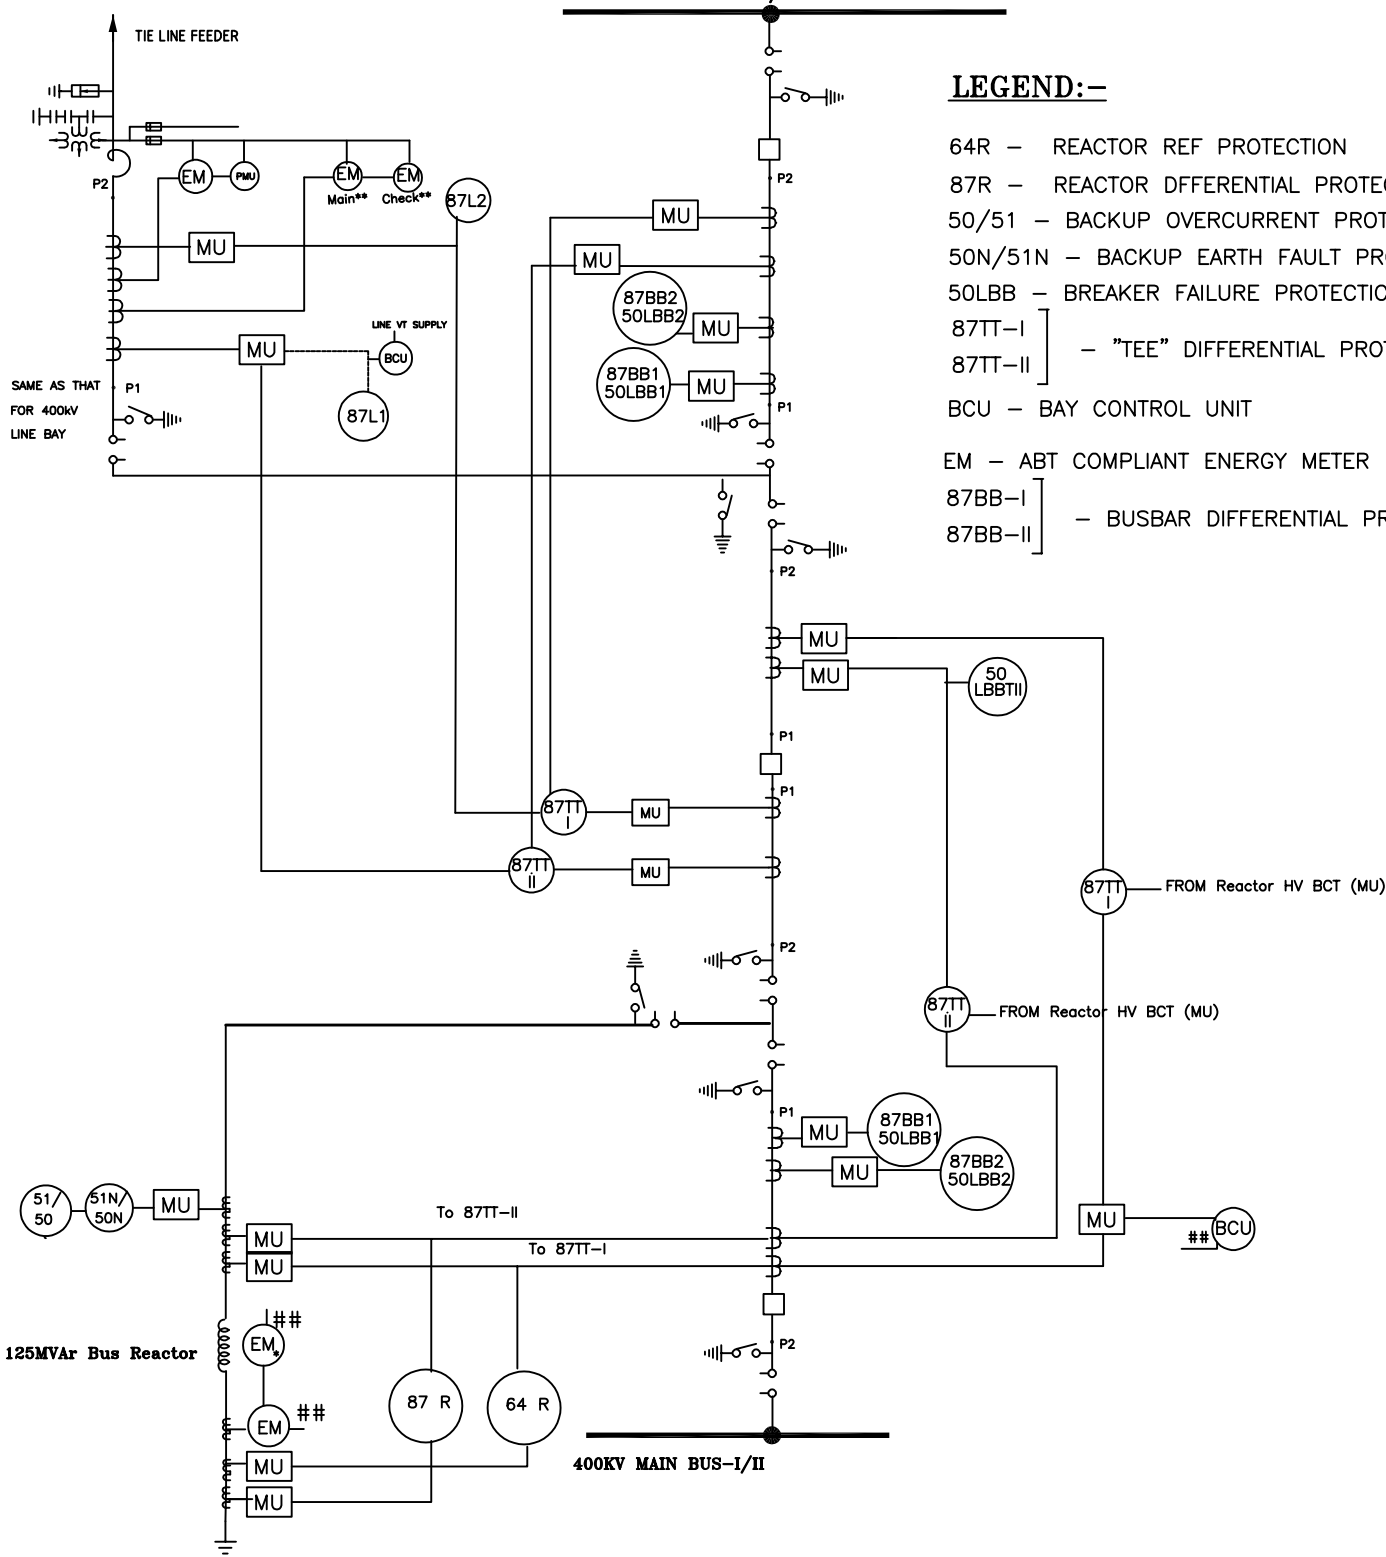 TIE LINE FEEDER
P2
EM
PMU
EM
Main**
EM
Check**
87L2
MU
MU
LINE VT SUPPLY
BCU
87L1
SAME AS THAT
FOR 400kV
LINE BAY
P1
P2
MU
MU
87BB2
50LBB2
MU
87BB1
50LBB1
MU
P1
LEGEND:-
64R - REACTOR REF PROTECTION
87R - REACTOR DFFERENTIAL
50/51 - BACKUP OVERCURRENT
50N/51N - BACKUP EARTH FAULT
50LBB - BREAKER FAILURE
87TT-I
87TT-II
- "TEE" DIFFERENTIAL
BCU - BAY CONTROL UNIT
EM - ABT COMPLIANT ENERGY METER
87BB-I
87BB-II
- BUSBAR DIFFERENTIAL
P2
MU
MU
50
LBBTII
P1
P1
87TT
I
MU
87TT
II
MU
87TT
I
FROM Reactor HV BCT (MU)
P2
87TT
II
FROM Reactor HV BCT (MU)
P1
MU
87BB1
50LBB1
MU
87BB2
50LBB2
51/
50
51N/
50N
MU
To 87TT-II
MU
To 87TT-I
MU
MU
BCU
##
125MVAr Bus Reactor
EM*
##
EM
##
87 R
64 R
P2
MU
MU
400KV MAIN BUS-I/II